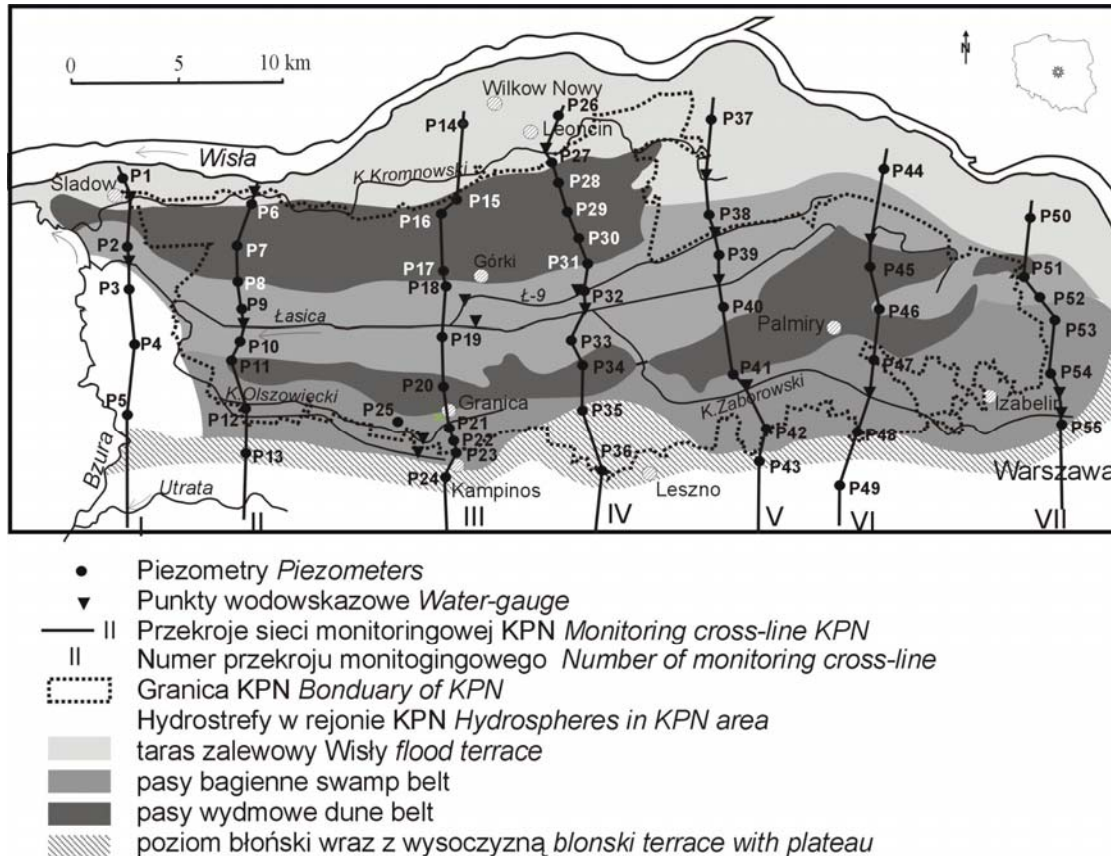 0 5 10 km
N
Wilkow Nowy
P26
P14
Leoncin
P37
Wisła
K.Kromnowski
P27
P1
Śladow
P28
P44
P6
P15
P16
P29
P38
P50
P2
P7
P30
P39
P17
Górki
P31
P45
P51
P3
P8
P18
Ł-9
P32
P52
P9
P40
P46
P53
Łasica
Palmiry
P4
P10
P19
P33
P11
P34
P41
P47
P54
P20
K.Olszowiecki
K.Zaborowski
P5
P12
P25
Granica
P35
Izabelin
P21
P22
P42
P48
P55
P13
P23
P36
P43
Warszawa
Bzura
Utrata
P24
Kampinos
Leszno
P49
I II III IV V VI VII
Piezometry Piezometers
Punkty wodowskazowe Water-gauge
II Przekroje sieci monitoringowej KPN Monitoring cross-line KPN
II Numer przekroju monitogingowego Number of monitoring cross-line
Granica KPN Bonduary of KPN
Hydrostrefy w rejonie KPN Hydrospheres in KPN area
taras zalewowy Wisły flood terrace
pasy bagienne swamp belt
pasy wydmowe dune belt
poziom błoński wraz z wysoczyzną blonski terrace with plateau